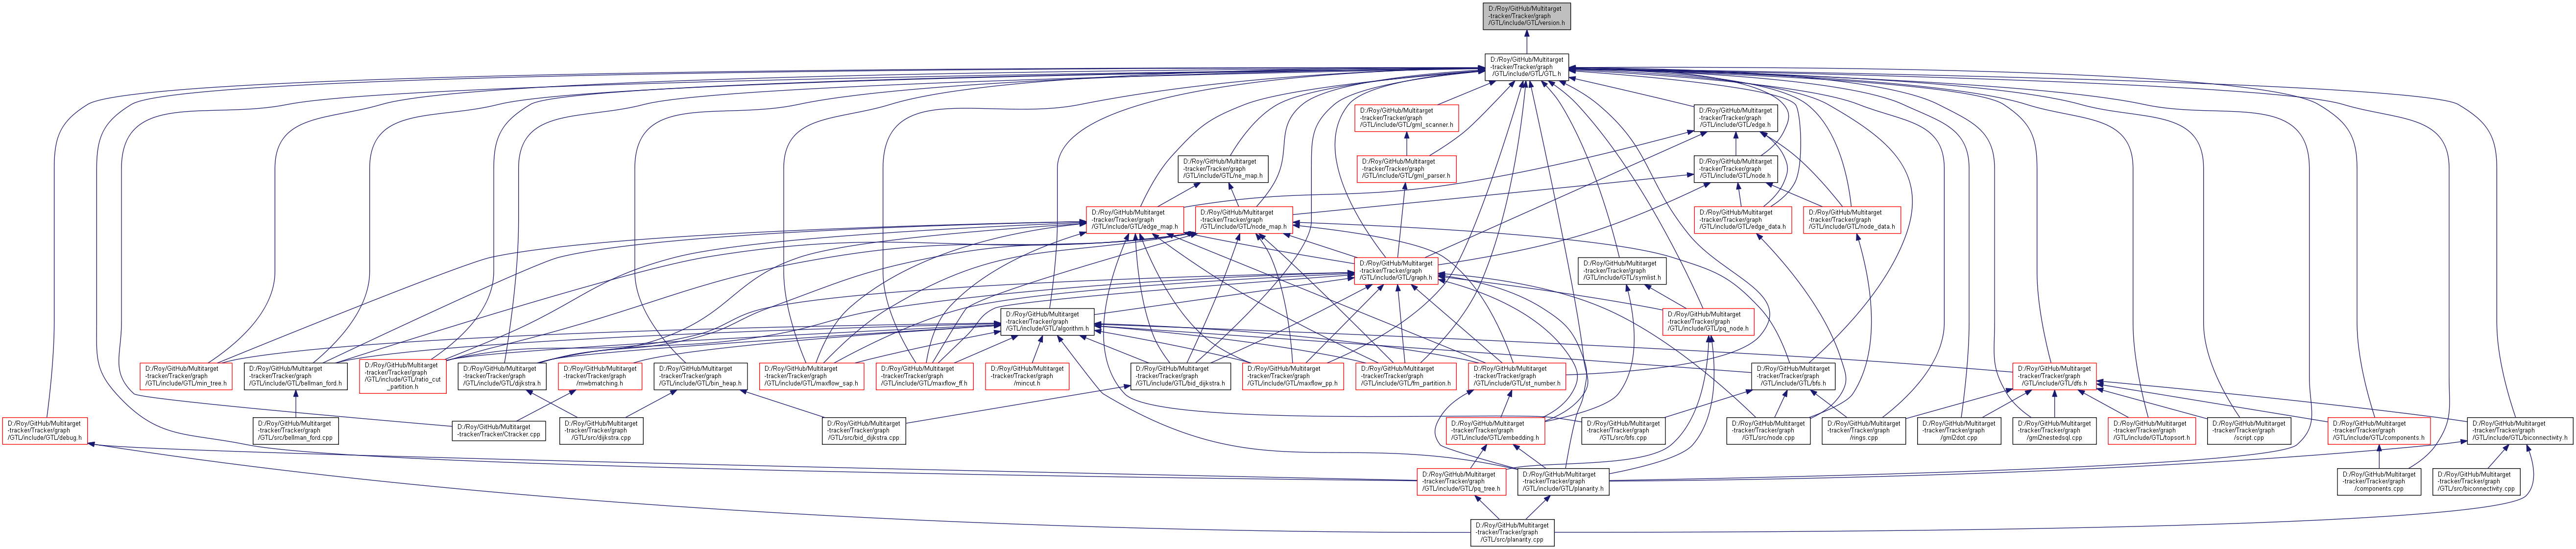 D:/Roy/GitHub/Multitarget
-tracker/Tracker/graph
/GTL/include/GTL/version.h
D:/Roy/GitHub/Multitarget
-tracker/Tracker/graph
/GTL/include/GTL/GTL.h
D:/Roy/GitHub/Multitarget
-tracker/Tracker/graph
/GTL/include/GTL/gml_scanner.h
D:/Roy/GitHub/Multitarget
-tracker/Tracker/graph
/GTL/include/GTL/edge.h
D:/Roy/GitHub/Multitarget
-tracker/Tracker/graph
/GTL/include/GTL/ne_map.h
D:/Roy/GitHub/Multitarget
-tracker/Tracker/graph
/GTL/include/GTL/gml_parser.h
D:/Roy/GitHub/Multitarget
-tracker/Tracker/graph
/GTL/include/GTL/node.h
D:/Roy/GitHub/Multitarget
-tracker/Tracker/graph
/GTL/include/GTL/edge_map.h
D:/Roy/GitHub/Multitarget
-tracker/Tracker/graph
/GTL/include/GTL/node_map.h
D:/Roy/GitHub/Multitarget
-tracker/Tracker/graph
/GTL/include/GTL/edge_data.h
D:/Roy/GitHub/Multitarget
-tracker/Tracker/graph
/GTL/include/GTL/node_data.h
D:/Roy/GitHub/Multitarget
-tracker/Tracker/graph
/GTL/include/GTL/graph.h
D:/Roy/GitHub/Multitarget
-tracker/Tracker/graph
/GTL/include/GTL/symlist.h
D:/Roy/GitHub/Multitarget
-tracker/Tracker/graph
/GTL/include/GTL/algorithm.h
D:/Roy/GitHub/Multitarget
-tracker/Tracker/graph
/GTL/include/GTL/pq_node.h
D:/Roy/GitHub/Multitarget
-tracker/Tracker/graph
/GTL/include/GTL/min_tree.h
D:/Roy/GitHub/Multitarget
-tracker/Tracker/graph
/GTL/include/GTL/bellman_ford.h
D:/Roy/GitHub/Multitarget
-tracker/Tracker/graph
/GTL/include/GTL/ratio_cut
_partition.h
D:/Roy/GitHub/Multitarget
-tracker/Tracker/graph
/GTL/include/GTL/dijkstra.h
D:/Roy/GitHub/Multitarget
-tracker/Tracker/graph
/mwbmatching.h
D:/Roy/GitHub/Multitarget
-tracker/Tracker/graph
/GTL/include/GTL/bin_heap.h
D:/Roy/GitHub/Multitarget
-tracker/Tracker/graph
/GTL/include/GTL/maxflow_sap.h
D:/Roy/GitHub/Multitarget
-tracker/Tracker/graph
/GTL/include/GTL/maxflow_ff.h
D:/Roy/GitHub/Multitarget
-tracker/Tracker/graph
/mincut.h
D:/Roy/GitHub/Multitarget
-tracker/Tracker/graph
/GTL/include/GTL/bid_dijkstra.h
D:/Roy/GitHub/Multitarget
-tracker/Tracker/graph
/GTL/include/GTL/maxflow_pp.h
D:/Roy/GitHub/Multitarget
-tracker/Tracker/graph
/GTL/include/GTL/fm_partition.h
D:/Roy/GitHub/Multitarget
-tracker/Tracker/graph
/GTL/include/GTL/st_number.h
D:/Roy/GitHub/Multitarget
-tracker/Tracker/graph
/GTL/include/GTL/bfs.h
D:/Roy/GitHub/Multitarget
-tracker/Tracker/graph
/GTL/include/GTL/dfs.h
D:/Roy/GitHub/Multitarget
-tracker/Tracker/graph
/GTL/include/GTL/debug.h
D:/Roy/GitHub/Multitarget
-tracker/Tracker/graph
/GTL/src/bellman_ford.cpp
D:/Roy/GitHub/Multitarget
-tracker/Tracker/Ctracker.cpp
D:/Roy/GitHub/Multitarget
-tracker/Tracker/graph
/GTL/src/dijkstra.cpp
D:/Roy/GitHub/Multitarget
-tracker/Tracker/graph
/GTL/src/bid_dijkstra.cpp
D:/Roy/GitHub/Multitarget
-tracker/Tracker/graph
/GTL/include/GTL/embedding.h
D:/Roy/GitHub/Multitarget
-tracker/Tracker/graph
/GTL/src/bfs.cpp
D:/Roy/GitHub/Multitarget
-tracker/Tracker/graph
/GTL/src/node.cpp
D:/Roy/GitHub/Multitarget
-tracker/Tracker/graph
/rings.cpp
D:/Roy/GitHub/Multitarget
-tracker/Tracker/graph
/gml2dot.cpp
D:/Roy/GitHub/Multitarget
-tracker/Tracker/graph
/gml2nestedsql.cpp
D:/Roy/GitHub/Multitarget
-tracker/Tracker/graph
/GTL/include/GTL/topsort.h
D:/Roy/GitHub/Multitarget
-tracker/Tracker/graph
/script.cpp
D:/Roy/GitHub/Multitarget
-tracker/Tracker/graph
/GTL/include/GTL/components.h
D:/Roy/GitHub/Multitarget
-tracker/Tracker/graph
/GTL/include/GTL/biconnectivity.h
D:/Roy/GitHub/Multitarget
-tracker/Tracker/graph
/GTL/include/GTL/pq_tree.h
D:/Roy/GitHub/Multitarget
-tracker/Tracker/graph
/GTL/include/GTL/planarity.h
D:/Roy/GitHub/Multitarget
-tracker/Tracker/graph
/components.cpp
D:/Roy/GitHub/Multitarget
-tracker/Tracker/graph
/GTL/src/biconnectivity.cpp
D:/Roy/GitHub/Multitarget
-tracker/Tracker/graph
/GTL/src/planarity.cpp